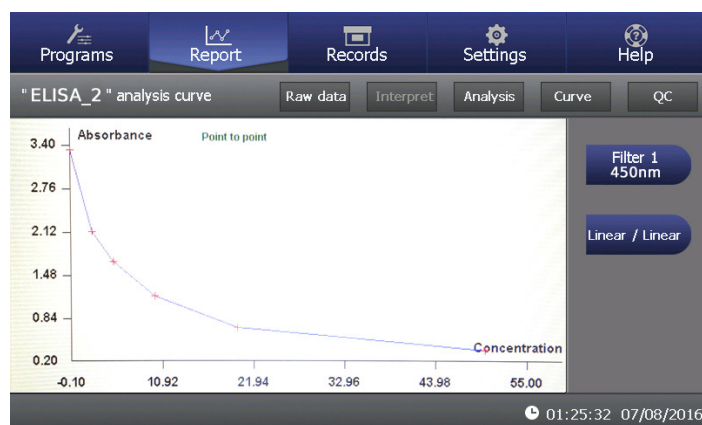 Programs Report Records Settings Help
"ELISA_2" analysis curve Raw data Interpret Analysis Curve QC
Absorbance Point to point
3.40
Filter 1
450nm
2.76
2.12
Linear / Linear
1.48
0.84
Concentration
0.20
-0.10 10.92 21.94 32.96 43.98 55.00
01:25:32 07/08/2016